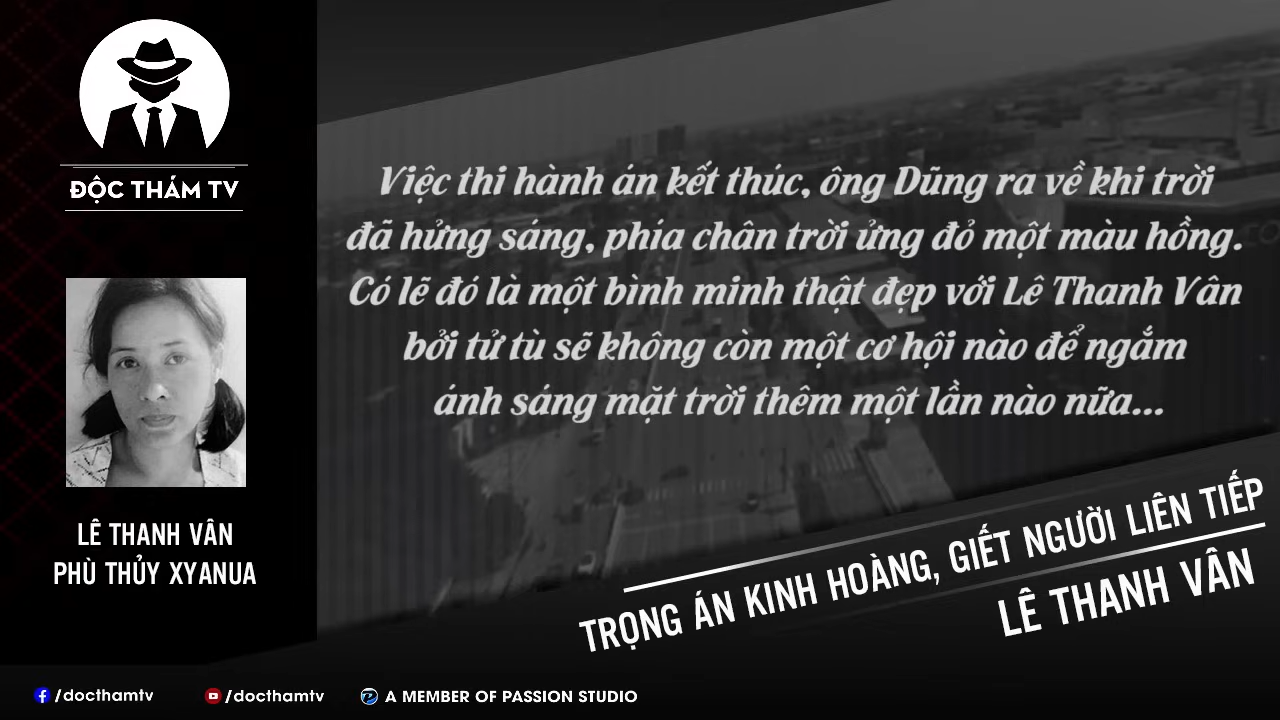 ĐỘC THÁM TV
LÊ THANH VÂN
PHÙ THỦY XYANUA
Việc thi hành án kết thúc, ông Dũng ra về khi trời
đã hửng sáng, phía chân trời ửng đỏ một màu hồng.
Có lẽ đó là một bình minh thật đẹp với Lê Thanh Vân
bởi tử tù sẽ không còn một cơ hội nào để ngắm
ánh sáng mặt trời thêm một lần nào nữa...
TRỌNG ÁN KINH HOÀNG, GIẾT NGƯỜI LIÊN TIẾP
LÊ THANH VÂN
/docthamtv
/docthamtv
A MEMBER OF PASSION STUDIO